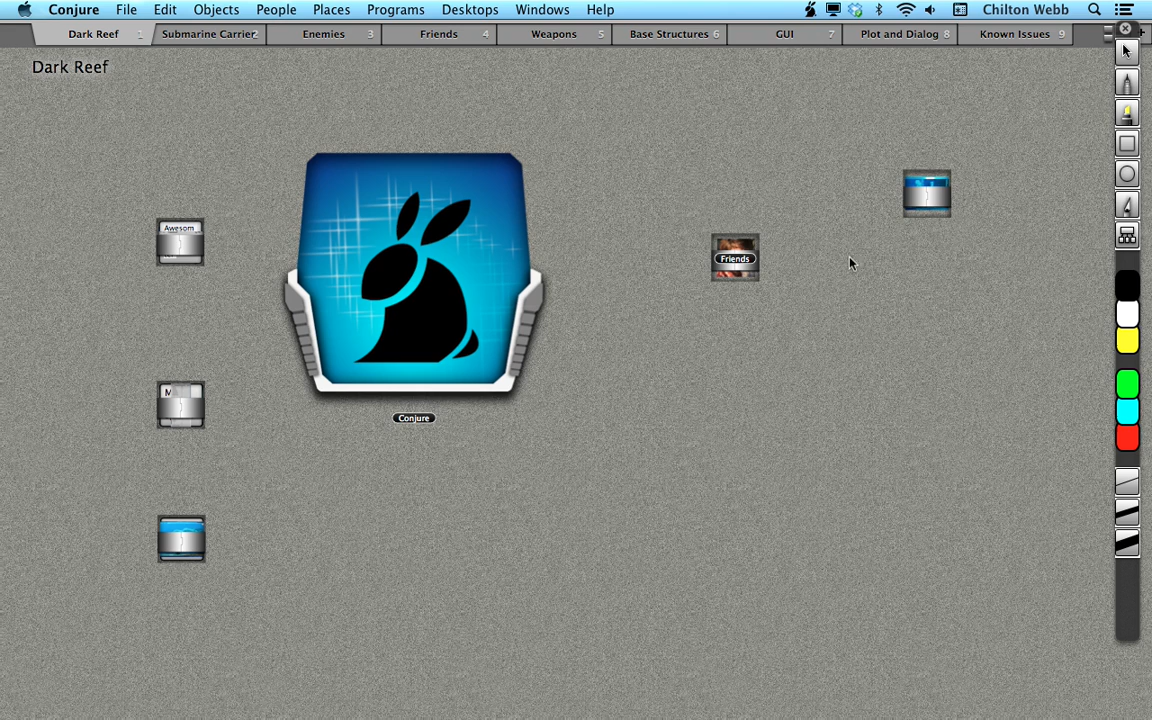 Conjure File Edit Objects People Places Programs Desktops Windows Help Chilton Webb
Dark Reef 1 Submarine Carrier 2 Enemies 3 Friends 4 Weapons 5 Base Structures 6 GUI 7 Plot and Dialog 8 Known Issues 9
Dark Reef
Awesom
Friends
M
Conjure